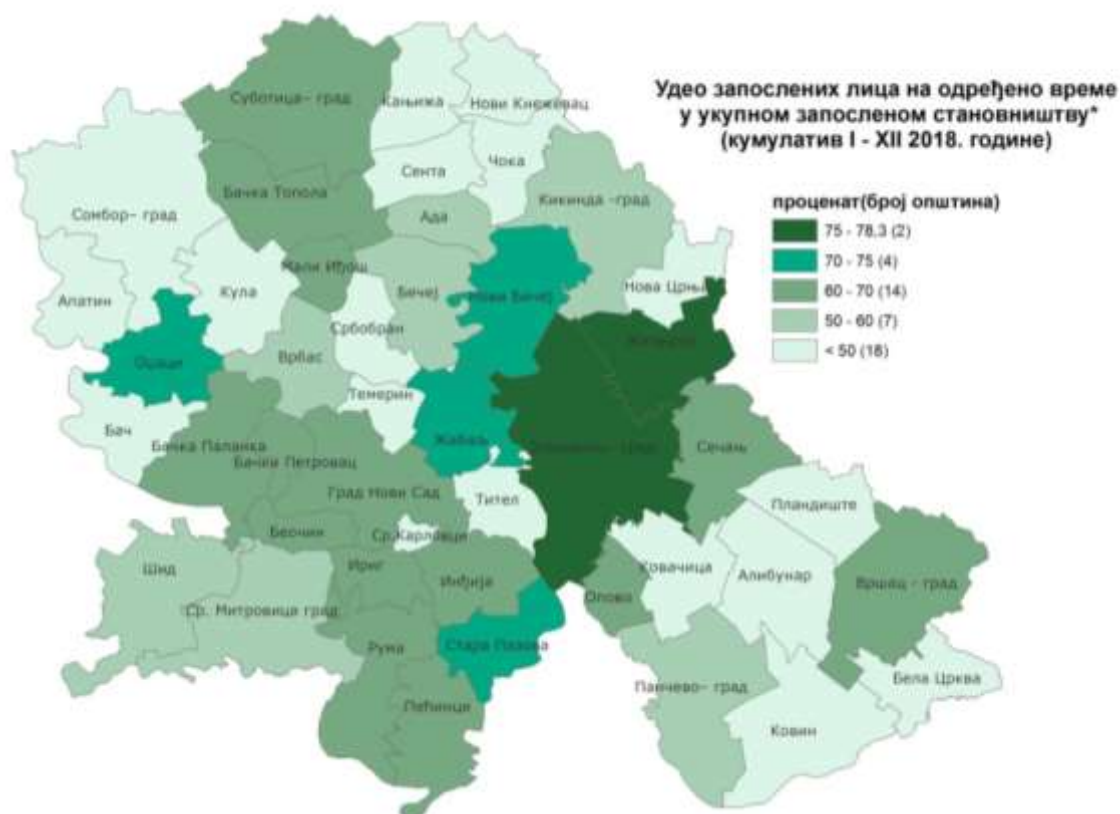 Удео запослених лица на одређено време
у укупном запосленом становништву*
(кумулатив I - XII 2018. године)
проценат(број општина)
75 - 78,3 (2)
70 - 75 (4)
60 - 70 (14)
50 - 60 (7)
< 50 (18)
Суботица- град
Кањижа
Нови Кнежевац
Сента
Чока
Бачка Топола
Сомбор- град
Ада
Кикинда -град
Мали Иђош
Кула
Бечеј
Нови Бечеј
Нова Црња
Апатин
Србобран
Оџаци
Врбас
Темерин
Бач
Жабаљ
Бачка Паланка
Бачки Петровац
Сечањ
Град Нови Сад
Тител
Пландиште
Беочин
Ср.Карловци
Шид
Ириг
Инђија
Ковачица
Алибунар
Вршац - град
Ср. Митровица град
Опово
Рума
Стара Пазова
Панчево- град
Бела Црква
Пећинци
Ковин